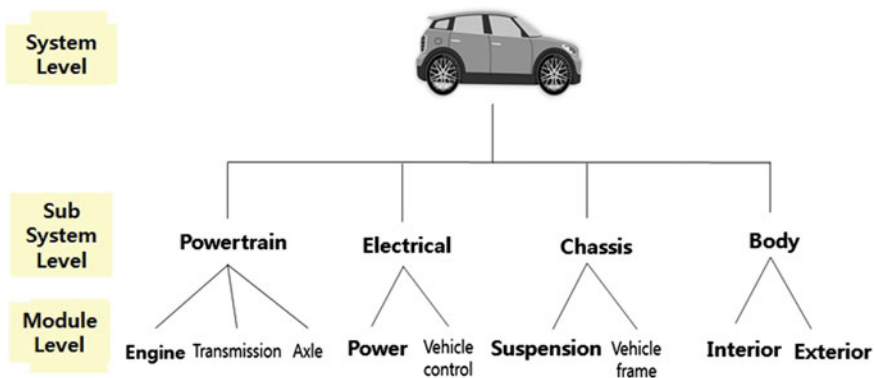 System
Level
Sub
System
Level
Powertrain
Electrical
Chassis
Body
Module
Level
Engine
Transmission
Axle
Power
Vehicle
control
Suspension
Vehicle
frame
Interior
Exterior